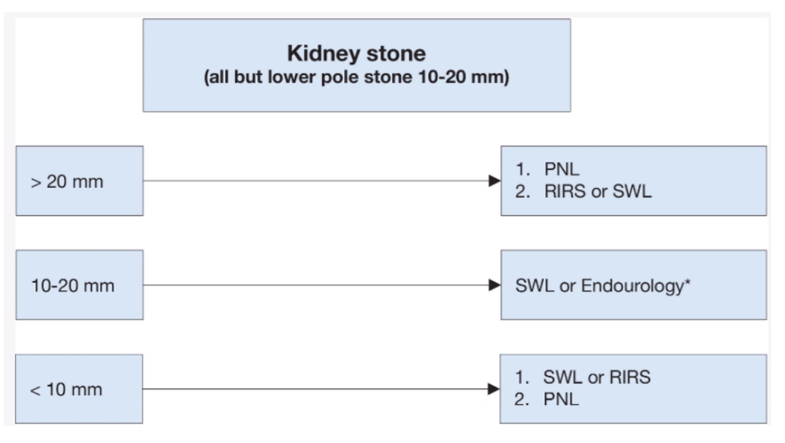 Kidney stone
(all but lower pole stone 10-20 mm)
> 20 mm
1. PNL
2. RIRS or SWL
10-20 mm
SWL or Endourology*
< 10 mm
1. SWL or RIRS
2. PNL